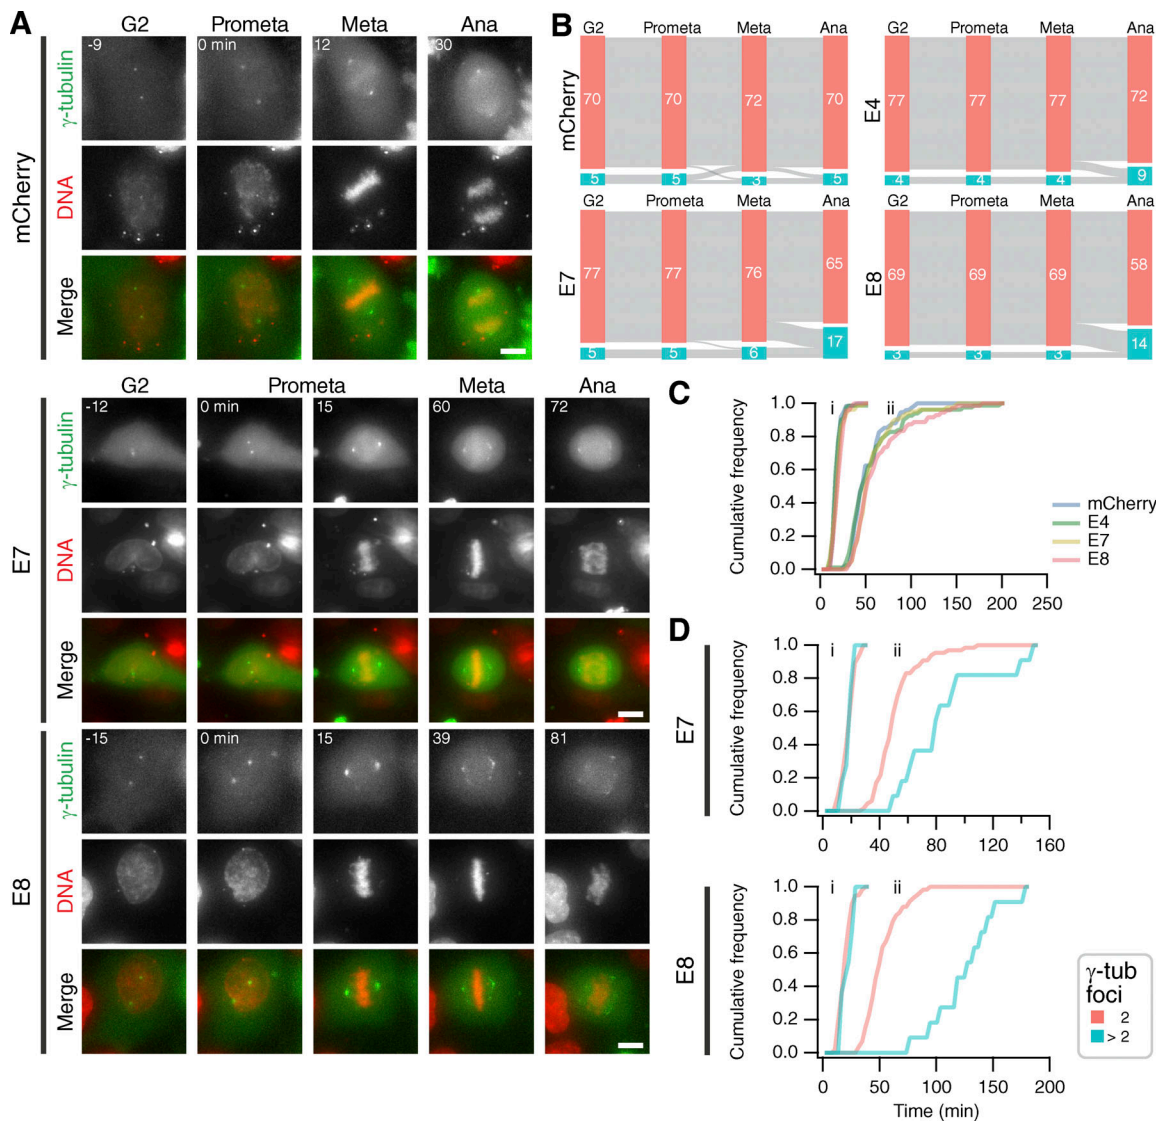 A
G2 Prometa Meta Ana
mCherry
γ-tubulin
-9 0 min 12 30
DNA
Merge
G2 Prometa Meta Ana
E7
γ-tubulin
-12 0 min 15 60 72
DNA
Merge
E8
γ-tubulin
-15 0 min 15 39 81
DNA
Merge
B
mCherry
G2 Prometa Meta Ana
70 70 72 70
5 5 3 5
E4
G2 Prometa Meta Ana
77 77 77 72
4 4 4 9
E7
G2 Prometa Meta Ana
77 77 76 65
5 5 6 17
E8
G2 Prometa Meta Ana
69 69 69 58
3 3 3 14
C
Cumulative frequency
1.0
0.8
0.6
0.4
0.2
0.0
i ii
0 50 100 150 200 250
mCherry
E4
E7
E8
D
E7
Cumulative frequency
1.0
0.8
0.6
0.4
0.2
0.0
i ii
0 40 80 120 160
E8
Cumulative frequency
1.0
0.8
0.6
0.4
0.2
0.0
i ii
0 50 100 150 200
Time (min)
γ-tub
foci
2
> 2